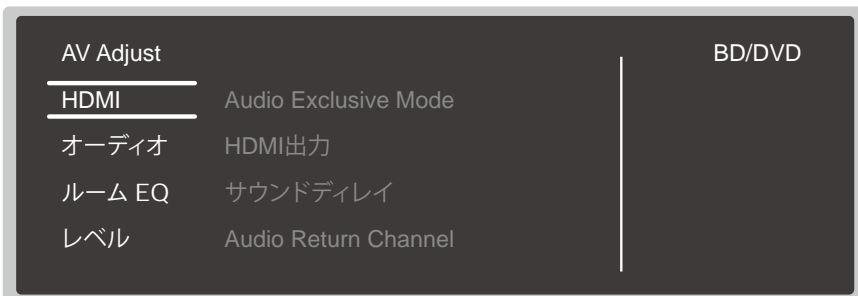 AV Adjust BD/DVD
HDMI Audio Exclusive Mode
オーディオ HDMI出力
ルーム EQ サウンドディレイ
レベル Audio Return Channel